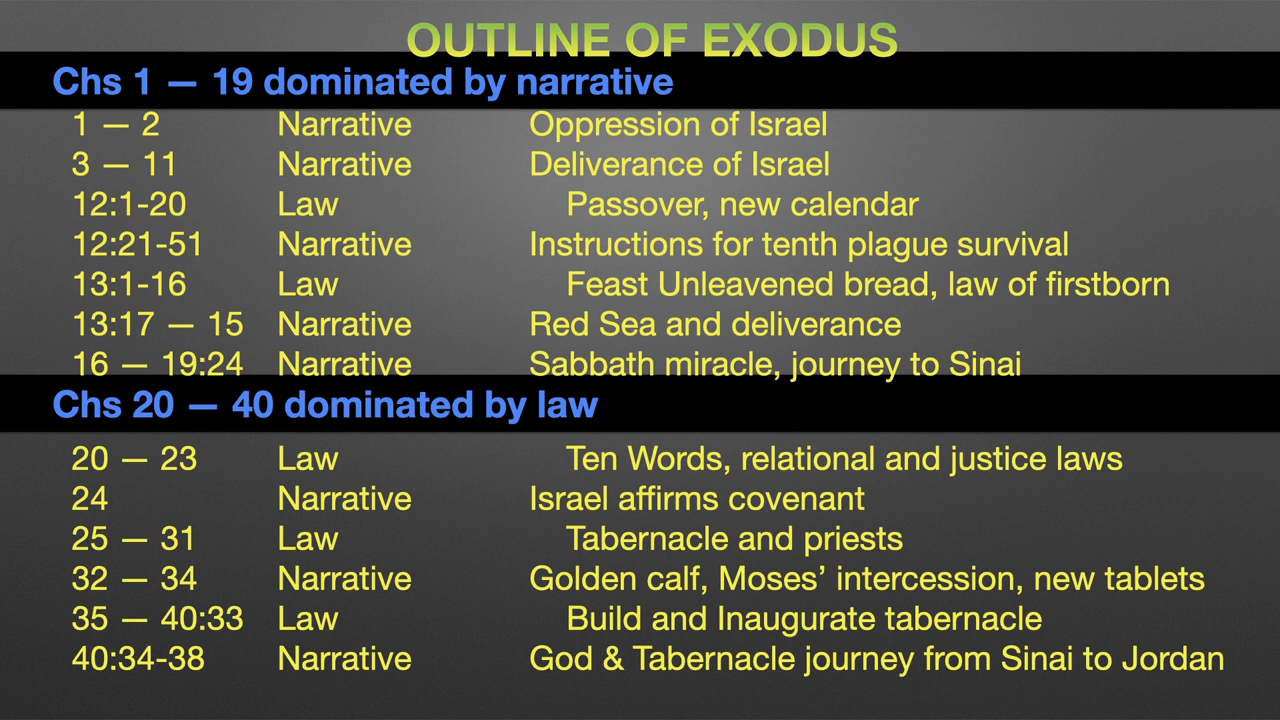 OUTLINE OF EXODUS
Chs 1 — 19 dominated by narrative
1 — 2 Narrative Oppression of Israel
3 — 11 Narrative Deliverance of Israel
12:1-20 Law Passover, new calendar
12:21-51 Narrative Instructions for tenth plague survival
13:1-16 Law Feast Unleavened bread, law of firstborn
13:17 — 15 Narrative Red Sea and deliverance
16 — 19:24 Narrative Sabbath miracle, journey to Sinai
Chs 20 — 40 dominated by law
20 — 23 Law Ten Words, relational and justice laws
24 Narrative Israel affirms covenant
25 — 31 Law Tabernacle and priests
32 — 34 Narrative Golden calf, Moses’ intercession, new tablets
35 — 40:33 Law Build and Inaugurate tabernacle
40:34-38 Narrative God & Tabernacle journey from Sinai to Jordan